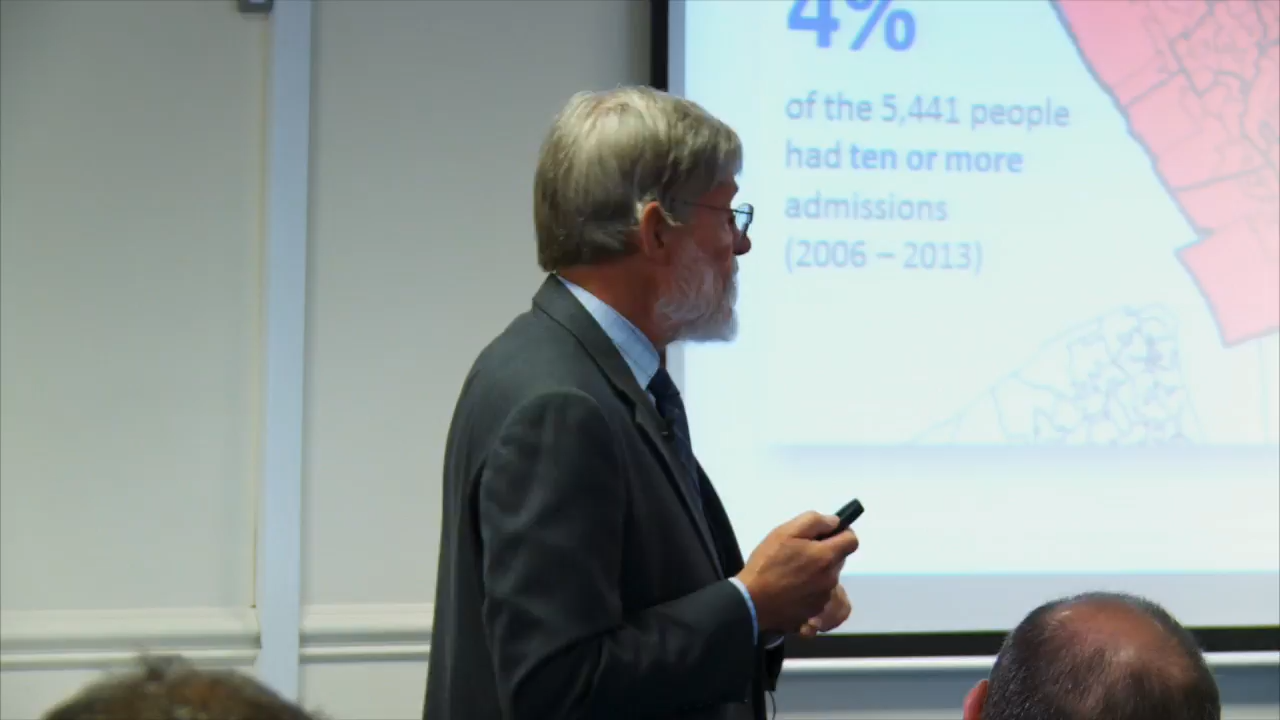 4%
of the 5,441 people
had ten or more
admissions
(2006 – 2013)